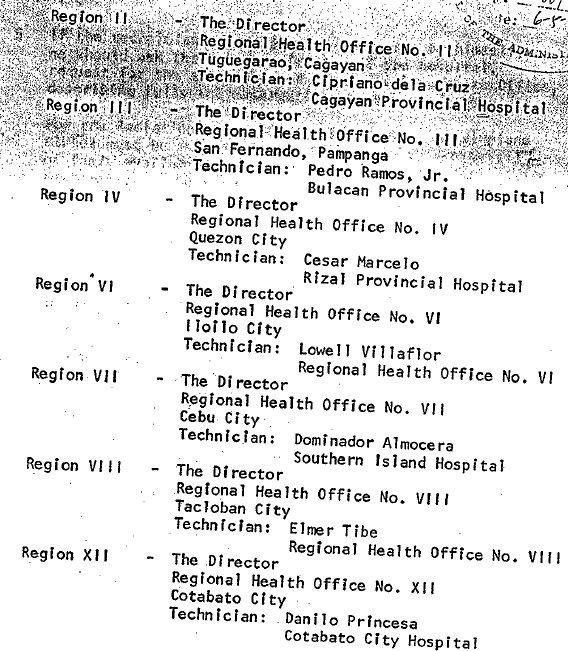 Region II - The Director
Regional Health Office No. II
Tuguegarao, Cagayan
Technician: Cipriano dela Cruz
Cagayan Provincial Hospital
Region III - The Director
Regional Health Office No. III
San Fernando, Pampanga
Technician: Pedro Ramos, Jr.
Bulacan Provincial Hospital
Region IV - The Director
Regional Health Office No. IV
Quezon City
Technician: Cesar Marcelo
Rizal Provincial Hospital
Region VI - The Director
Regional Health Office No. VI
Iloilo City
Technician: Lowell Villaflor
Regional Health Office No. VI
Region VII - The Director
Regional Health Office No. VII
Cebu City
Technician: Dominador Almocera
Southern Island Hospital
Region VIII - The Director
Regional Health Office No. VIII
Tacloban City
Technician: Elmer Tibe
Regional Health Office No. VIII
Region XII - The Director
Regional Health Office No. XII
Cotabato City
Technician: Danilo Princesa
Cotabato City Hospital